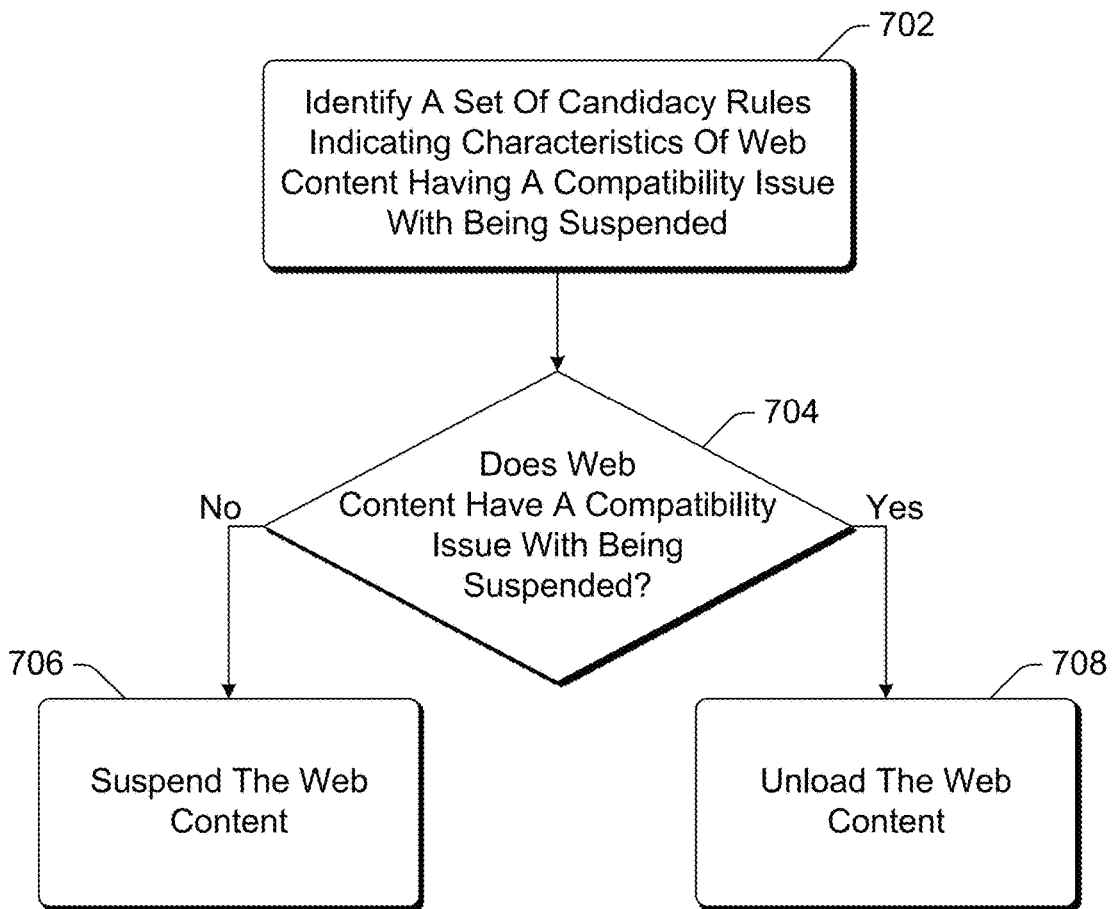 702
Identify A Set Of Candidacy Rules
Indicating Characteristics Of Web
Content Having A Compatibility Issue
With Being Suspended
704
Does Web
Content Have A Compatibility
Issue With Being
Suspended?
No
Yes
706
708
Suspend The Web
Content
Unload The Web
Content